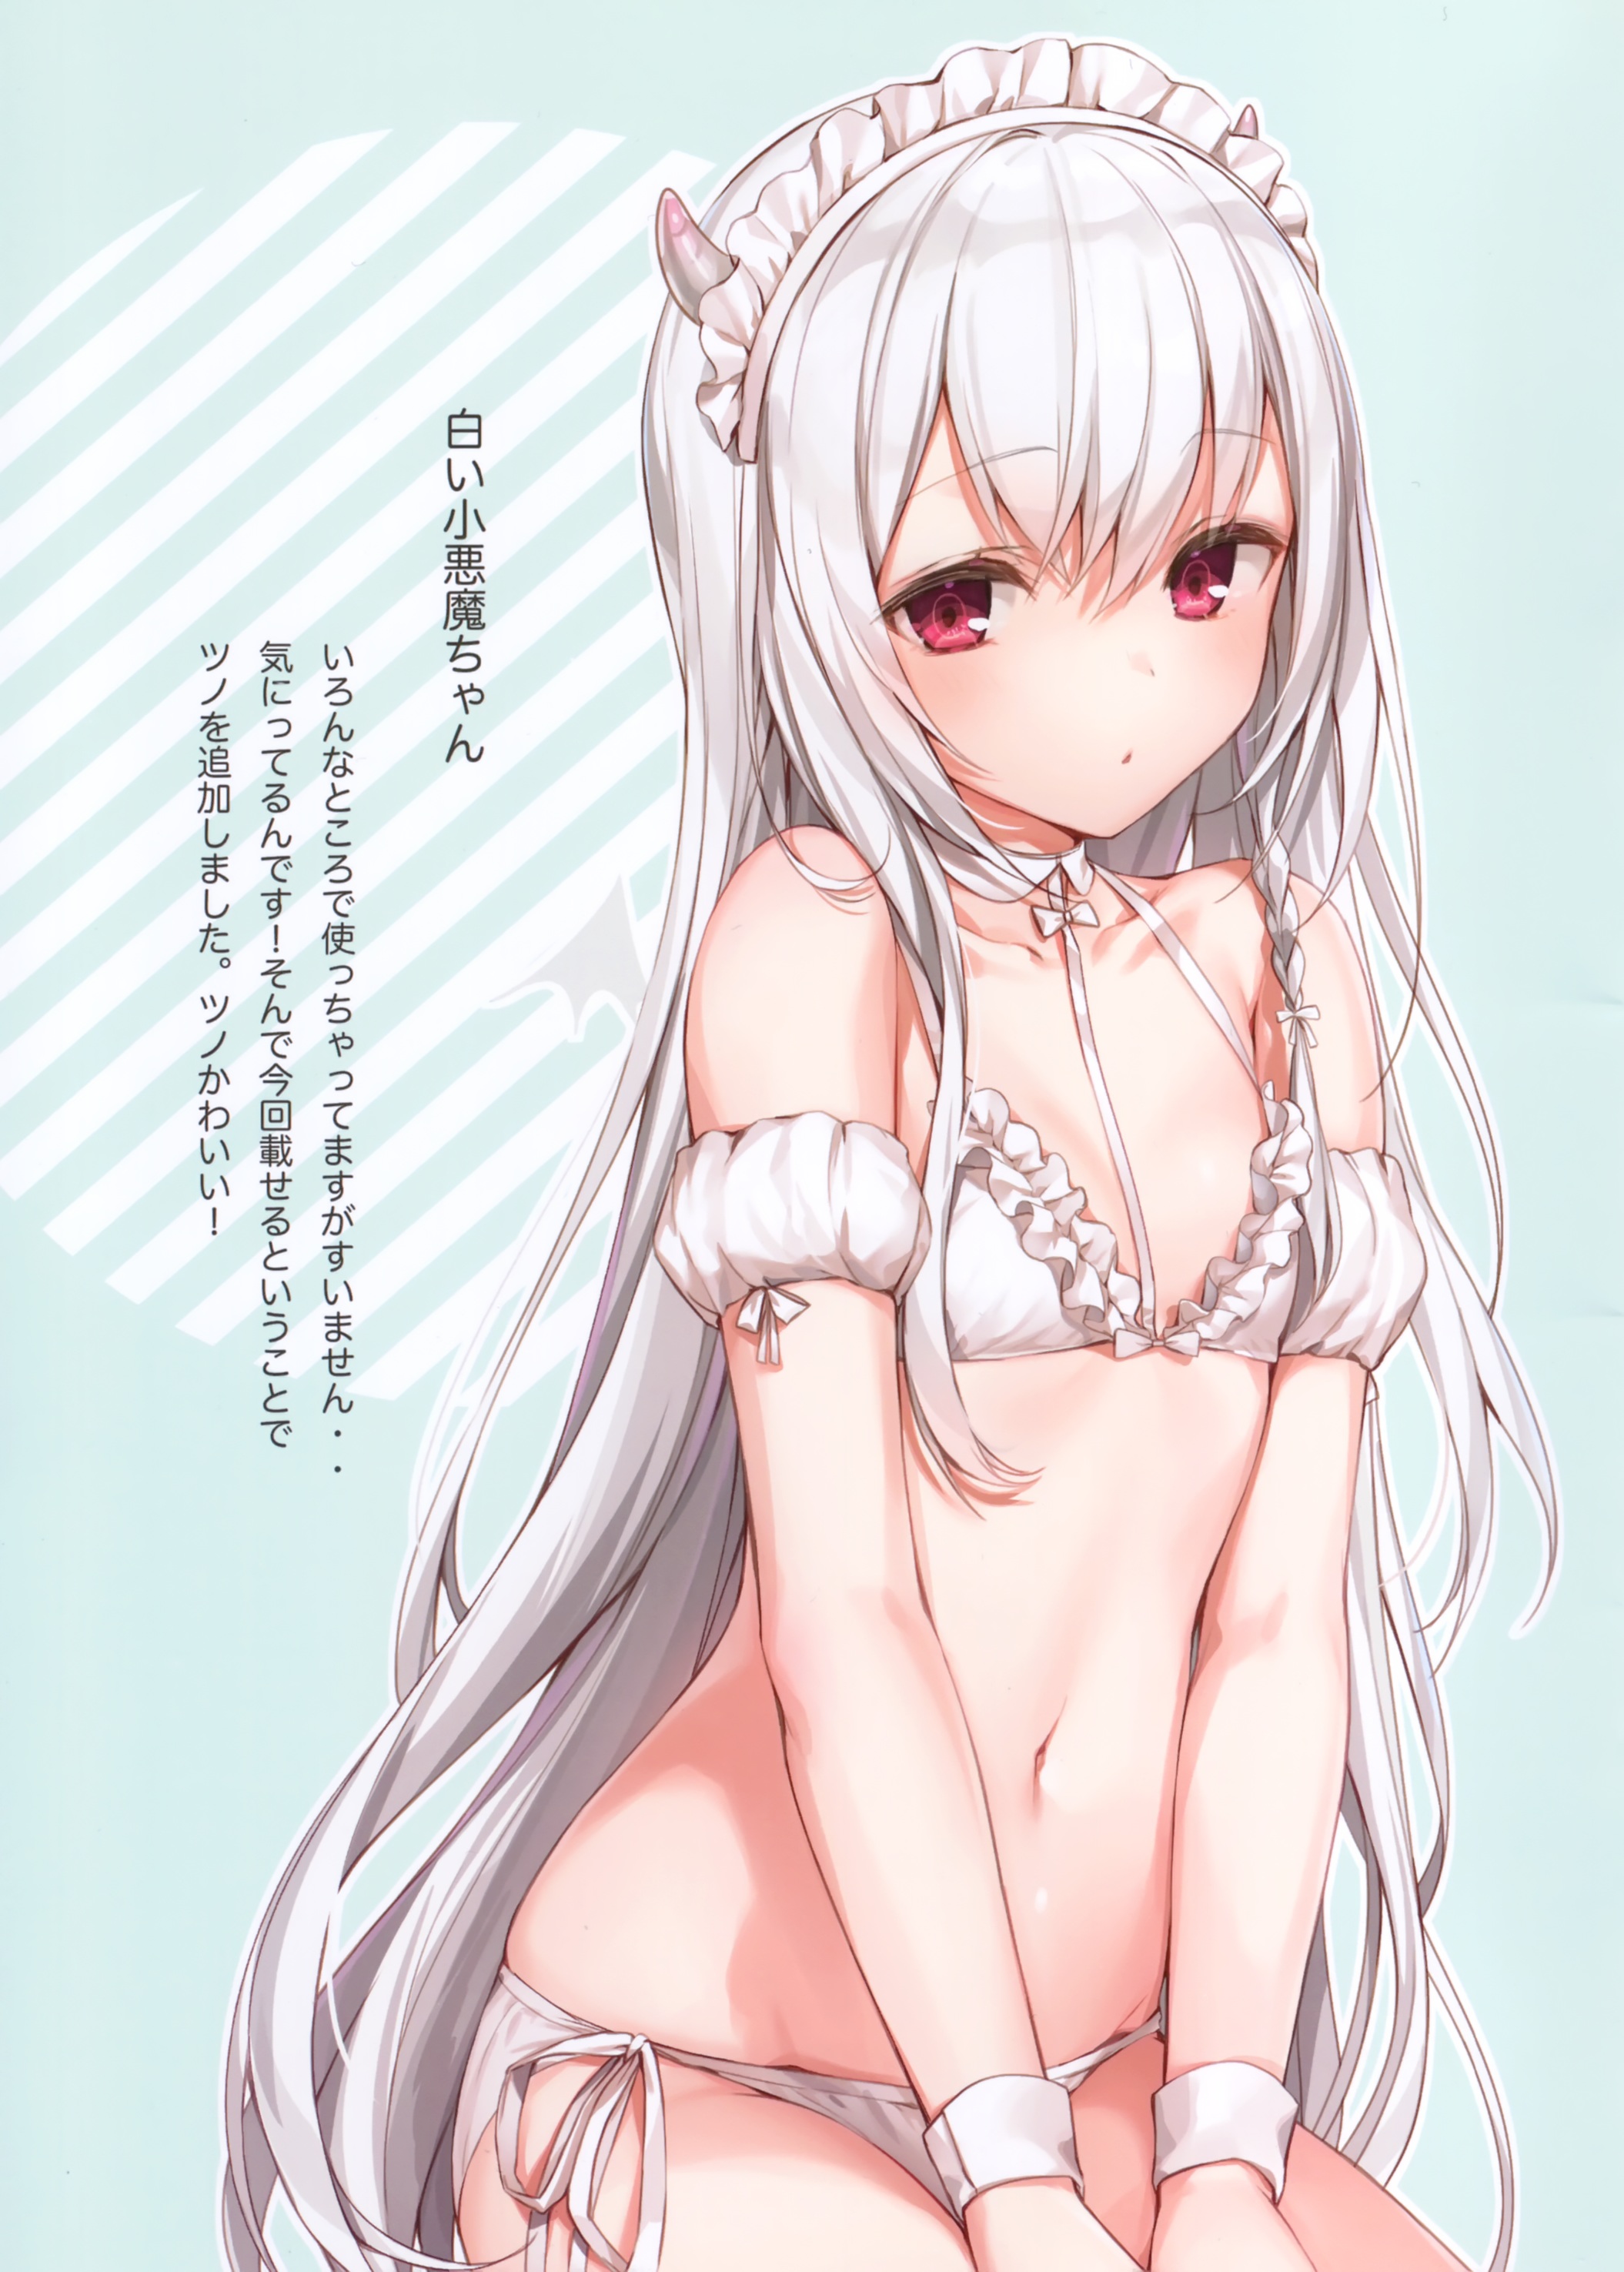 白い小悪魔ちゃん
いろんなところで使っちゃってますがすいません・・
気にってるんです！そんで今回載せるということで
ツノを追加しました。ツノかわいい！